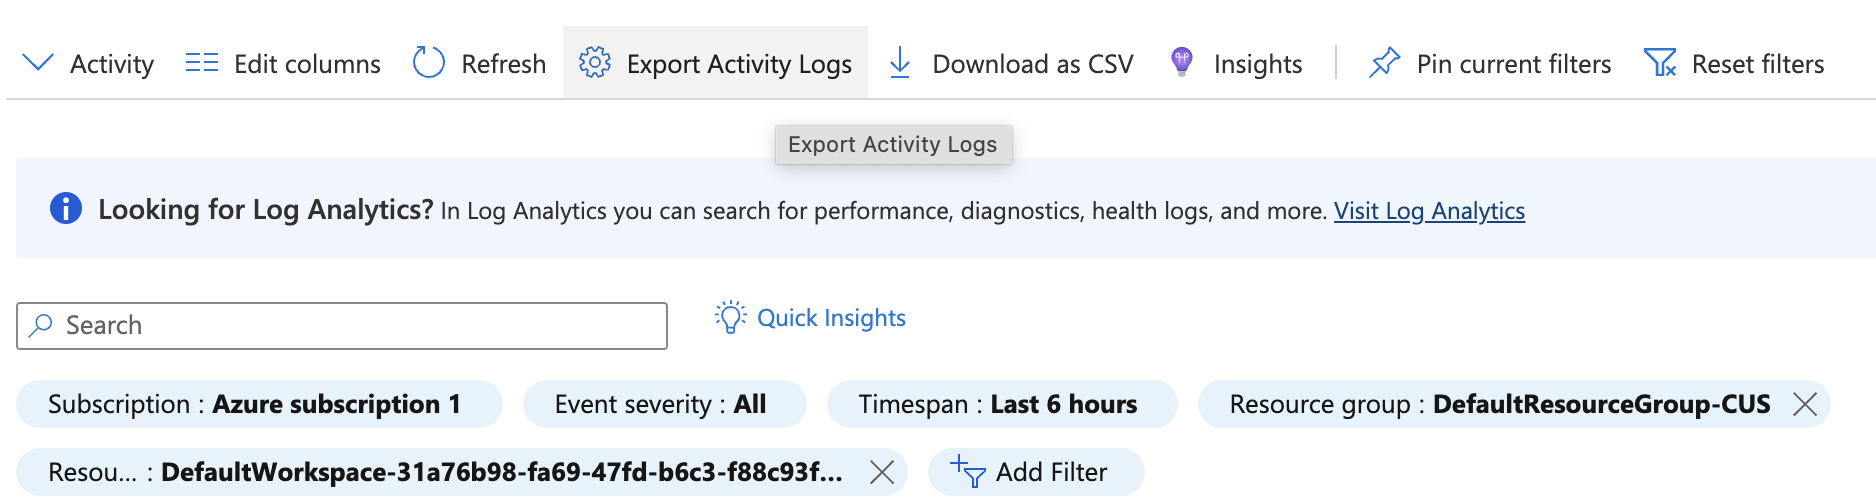 Activity Edit columns Refresh Export Activity Logs Download as CSV Insights Pin current filters Reset filters
Export Activity Logs
Looking for Log Analytics? In Log Analytics you can search for performance, diagnostics, health logs, and more. Visit Log Analytics
Search Quick Insights
Subscription : Azure subscription 1 Event severity : All Timespan : Last 6 hours Resource group : DefaultResourceGroup-CUS
Resou... : DefaultWorkspace-31a76b98-fa69-47fd-b6c3-f88c93f... Add Filter